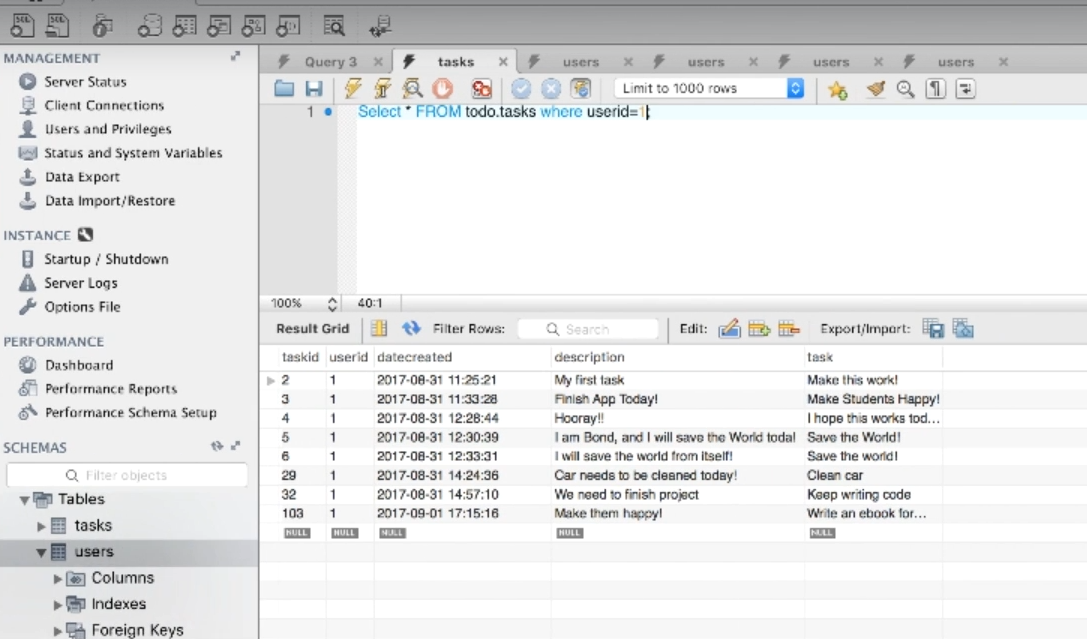 Query 3 tasks users users users users
MANAGEMENT
Server Status
Client Connections
Users and Privileges
Status and System Variables
Data Export
Data Import/Restore
INSTANCE
Startup / Shutdown
Server Logs
Options File
PERFORMANCE
Dashboard
Performance Reports
Performance Schema Setup
SCHEMAS
Filter objects
Tables
tasks
users
Columns
Indexes
Foreign Keys
Limit to 1000 rows
1 Select * FROM todo.tasks where userid=1;
100% 40:1
Result Grid Filter Rows: Search Edit: Export/Import:
taskid userid datecreated description task
2 1 2017-08-31 11:25:21 My first task Make this work!
3 1 2017-08-31 11:33:28 Finish App Today! Make Students Happy!
4 1 2017-08-31 12:28:44 Hooray!! I hope this works tod...
5 1 2017-08-31 12:30:39 I am Bond, and I will save the World toda! Save the World!
6 1 2017-08-31 12:33:31 I will save the world from itself! Save the world!
29 1 2017-08-31 14:24:36 Car needs to be cleaned today! Clean car
32 1 2017-08-31 14:57:10 We need to finish project Keep writing code
103 1 2017-09-01 17:15:16 Make them happy! Write an ebook for...
NULL NULL NULL NULL NULL